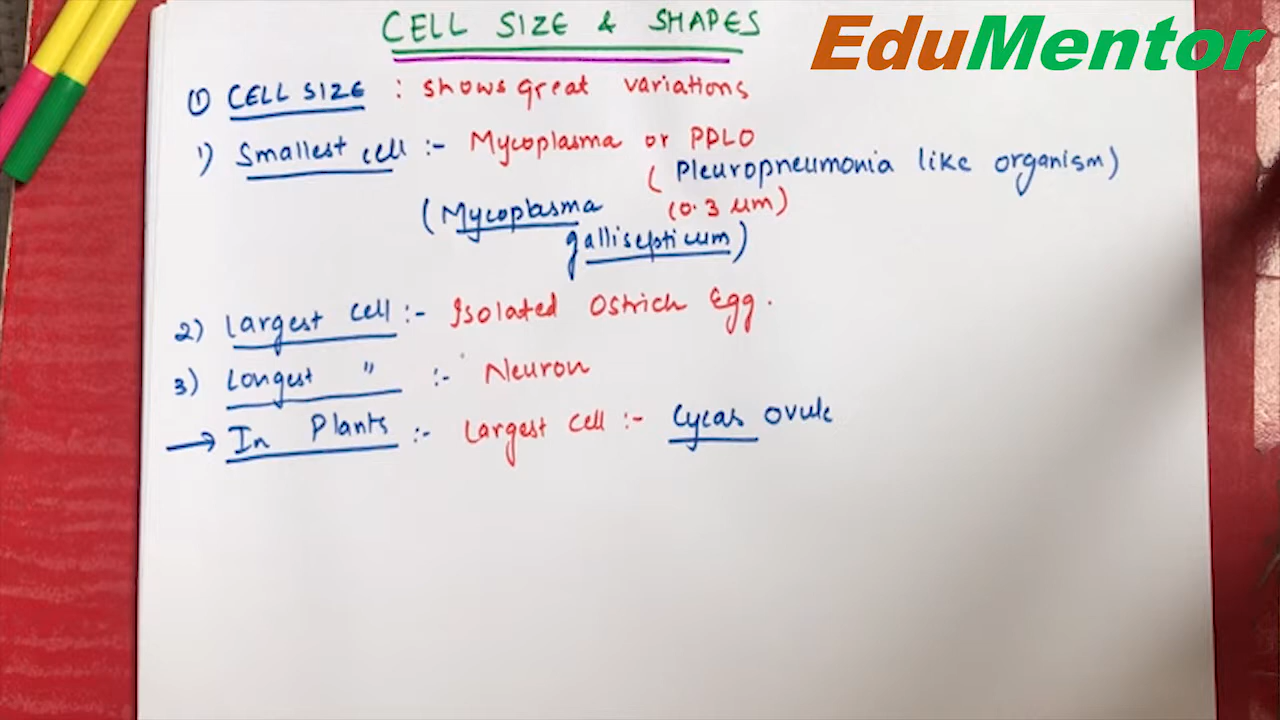 CELL SIZE & SHAPES
EduMentor
① CELL SIZE : shows great variations
1) Smallest cell :- Mycoplasma or PPLO
( Pleuropneumonia like organism)
(Mycoplasma (0.3 um)
gallisepticum)
2) Largest cell :- Isolated Ostrich Egg.
3) Longest " :- Neuron
→ In Plants :- Largest cell :- Cycas ovule